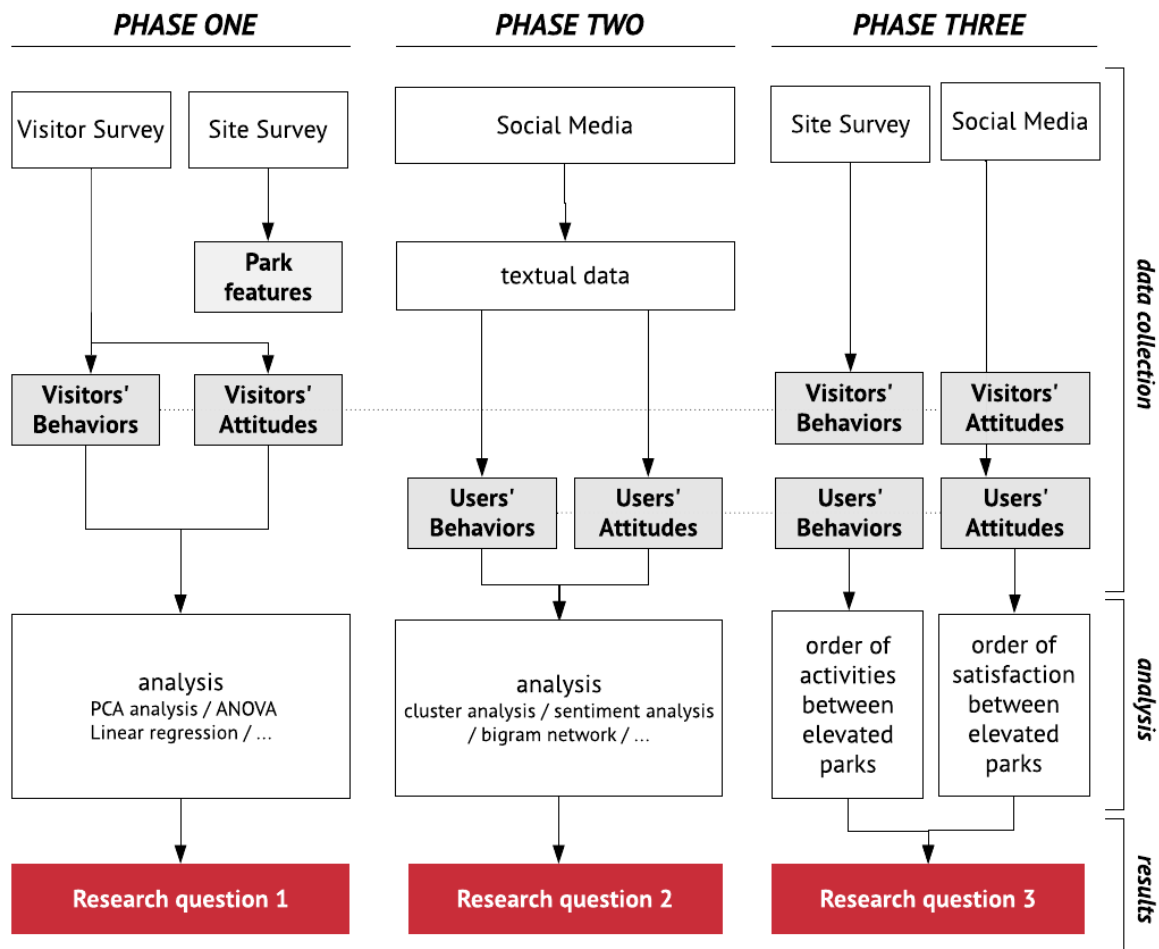 PHASE ONE
PHASE TWO
PHASE THREE
Visitor Survey
Site Survey
Social Media
Site Survey
Social Media
Park
features
textual data
Visitors'
Behaviors
Visitors'
Attitudes
Visitors'
Behaviors
Visitors'
Attitudes
Users'
Behaviors
Users'
Attitudes
Users'
Behaviors
Users'
Attitudes
data collection
analysis
PCA analysis / ANOVA
Linear regression / ...
analysis
cluster analysis / sentiment analysis
/ bigram network / ...
order of
activities
between
elevated
parks
order of
satisfaction
between
elevated
parks
analysis
Research question 1
Research question 2
Research question 3
results